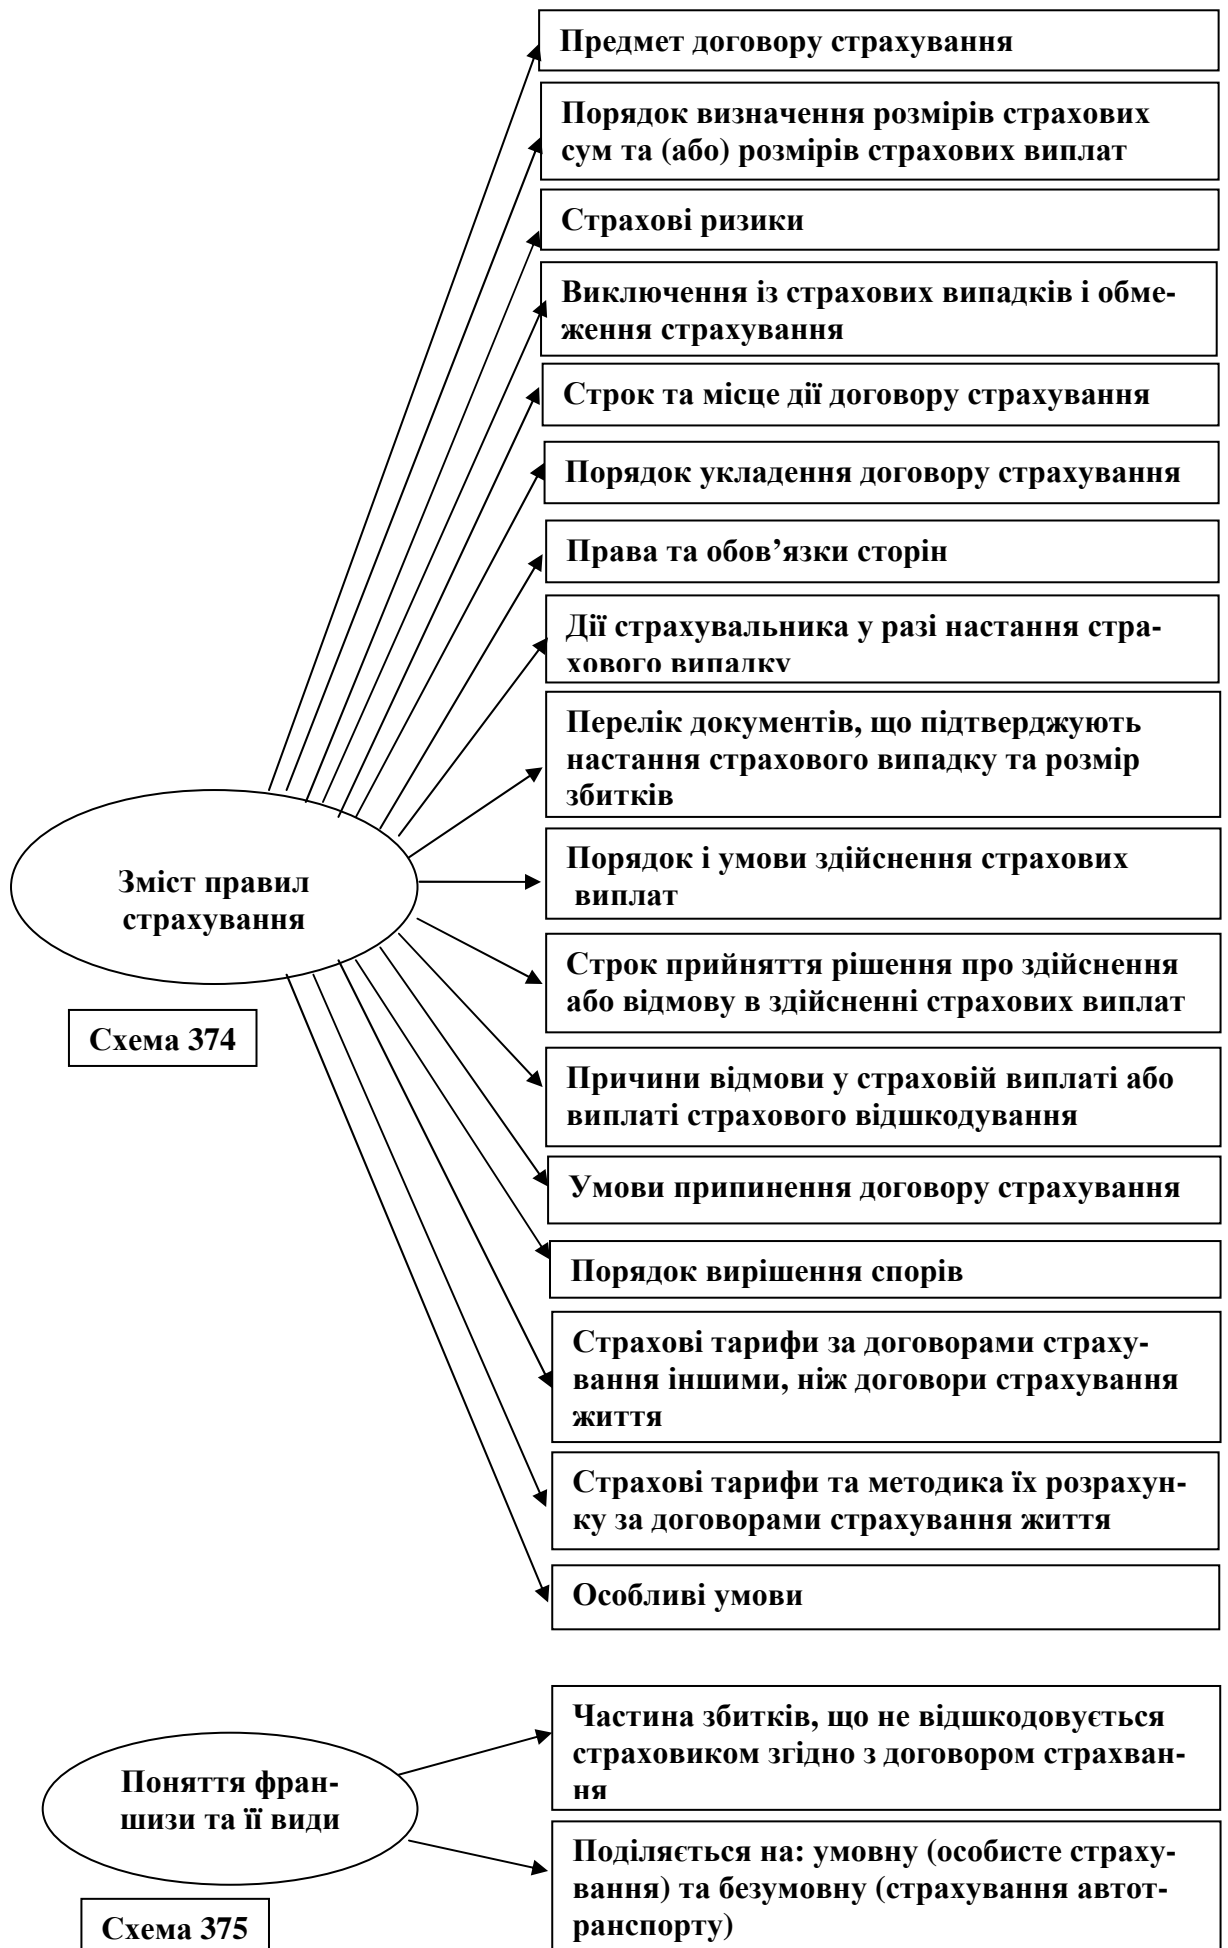 Предмет договору страхування
Порядок визначення розмірів страхових
сум та (або) розмірів страхових виплат
Страхові ризики
Виключення із страхових випадків і обме-
ження страхування
Строк та місце дії договору страхування
Порядок укладення договору страхування
Права та обов’язки сторін
Дії страхувальника у разі настання стра-
хового випадку
Перелік документів, що підтверджують
настання страхового випадку та розмір
збитків
Зміст правил
страхування
Порядок і умови здійснення страхових
виплат
Строк прийняття рішення про здійснення
або відмову в здійсненні страхових виплат
Схема 374
Причини відмови у страховій виплаті або
виплаті страхового відшкодування
Умови припинення договору страхування
Порядок вирішення спорів
Страхові тарифи за договорами страху-
вання іншими, ніж договори страхування
життя
Страхові тарифи та методика їх розрахун-
ку за договорами страхування життя
Особливі умови
Частина збитків, що не відшкодовується
страховиком згідно з договором страхван-
ня
Поняття фран-
шизи та її види
Поділяється на: умовну (особисте страху-
вання) та безумовну (страхування автот-
ранспорту)
Схема 375